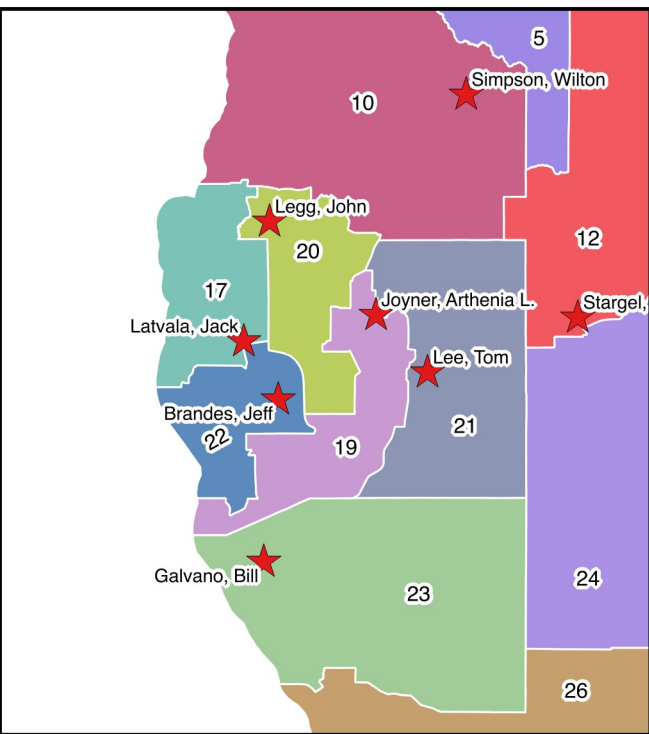 5
Simpson, Wilton
10
Legg, John
12
20
17
Joyner, Arthenia L.
Stargel,
Latvala, Jack
Lee, Tom
Brandes, Jeff
21
22
19
Galvano, Bill
24
23
26